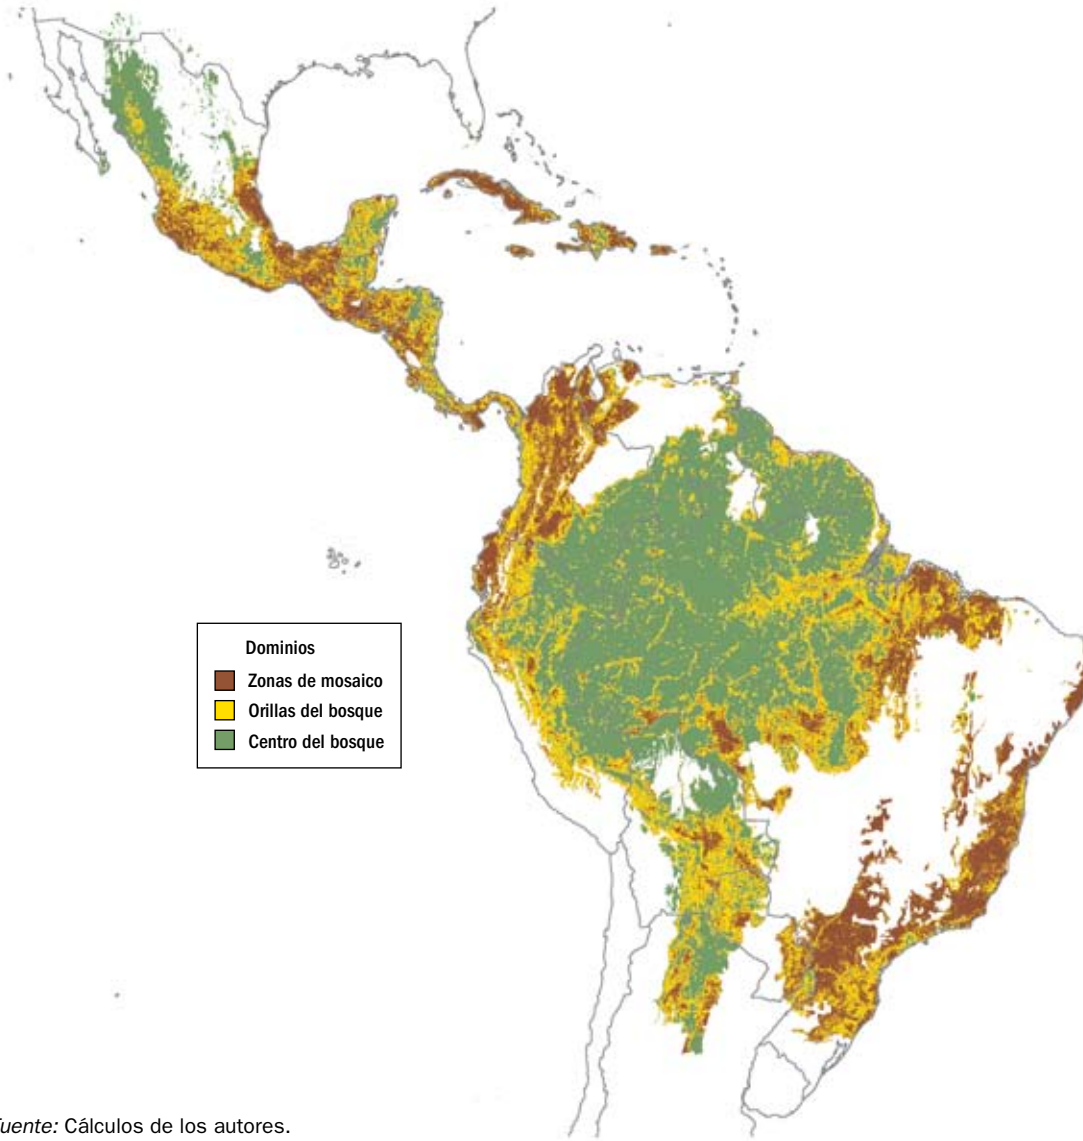 Dominios
Zonas de mosaico
Orillas del bosque
Centro del bosque
uente: Cálculos de los autores.